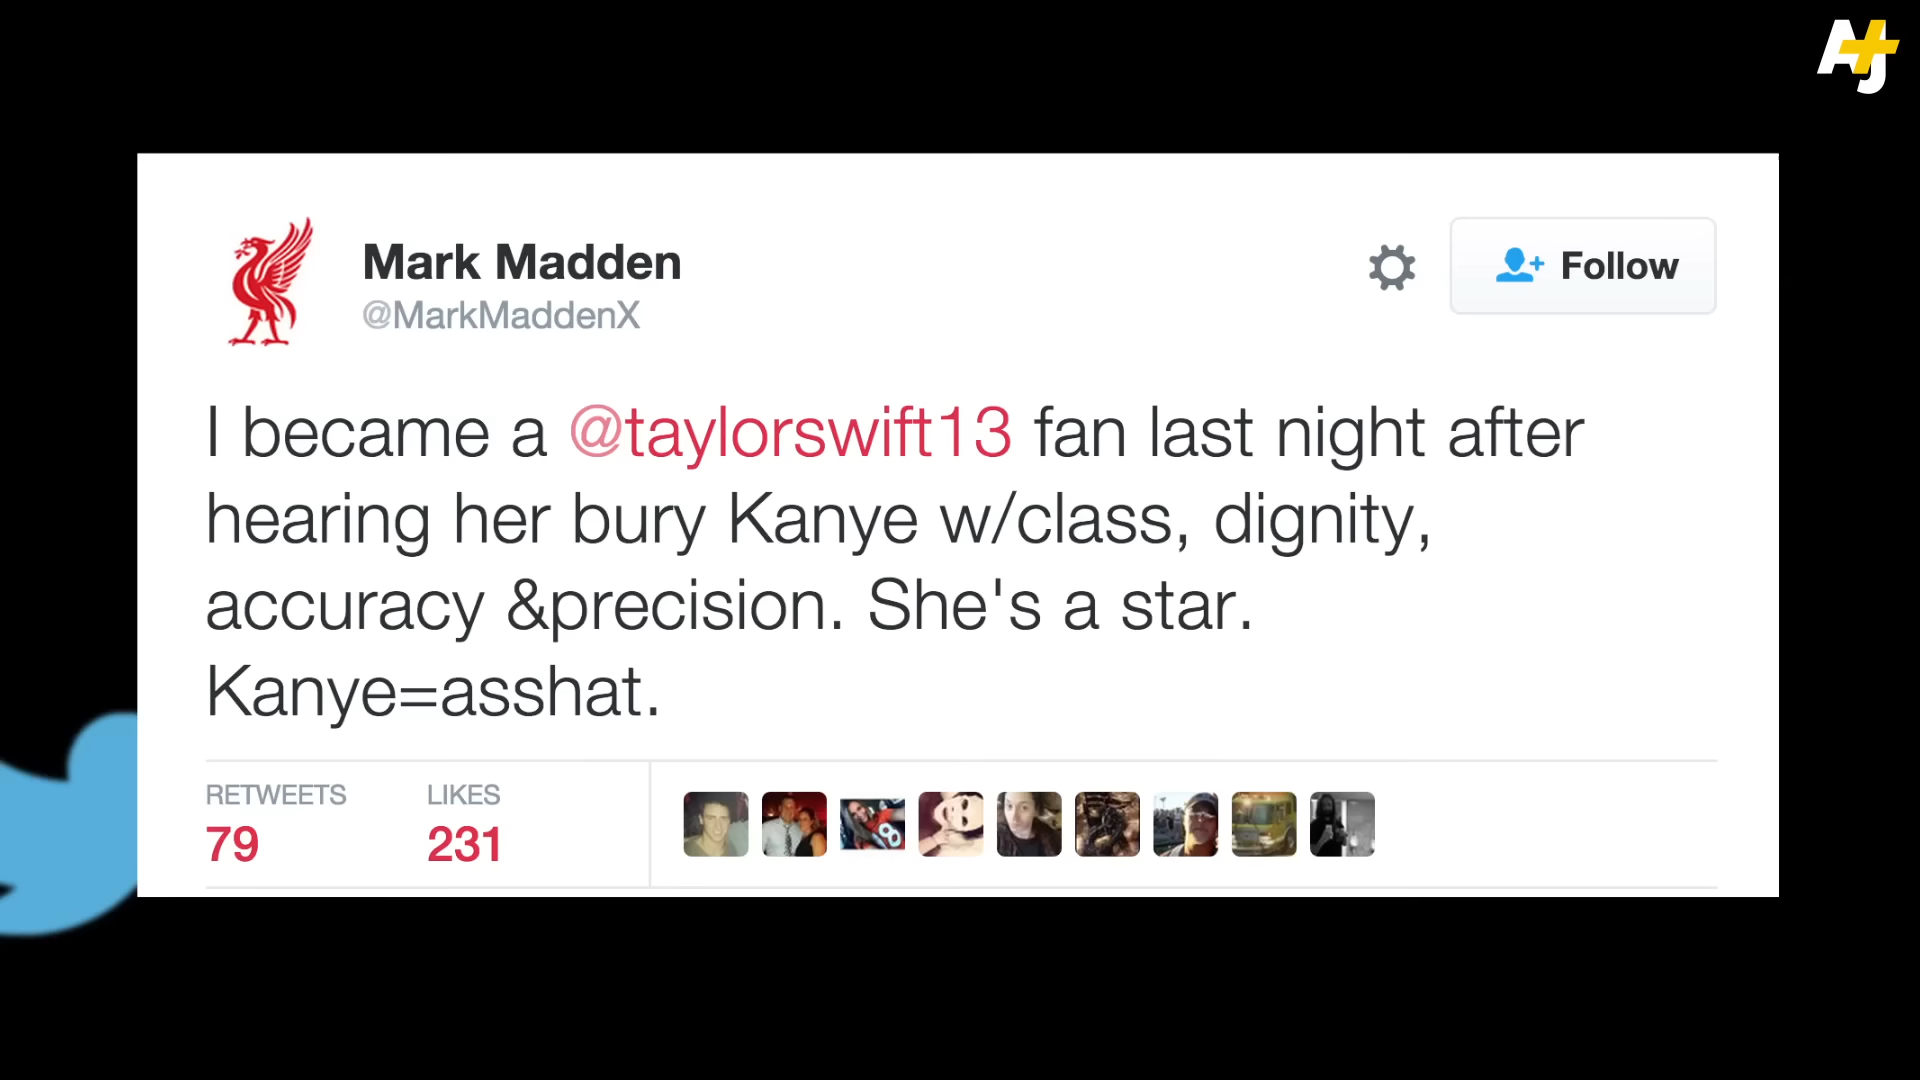 AJ+
Mark Madden
@MarkMaddenX
Follow
I became a @taylorswift13 fan last night after
hearing her bury Kanye w/class, dignity,
accuracy &precision. She's a star.
Kanye=asshat.
RETWEETS LIKES
79 231